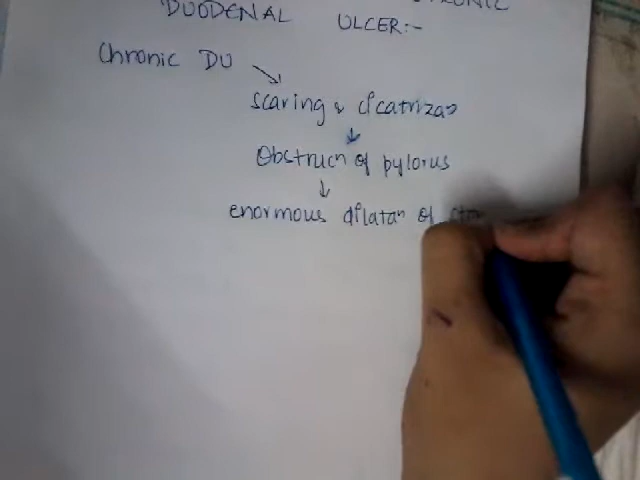 DUODENAL ULCER:-
Chronic DU
Scaring & cicatrizan
Obstrucn of pylorus
enormous dilatan of